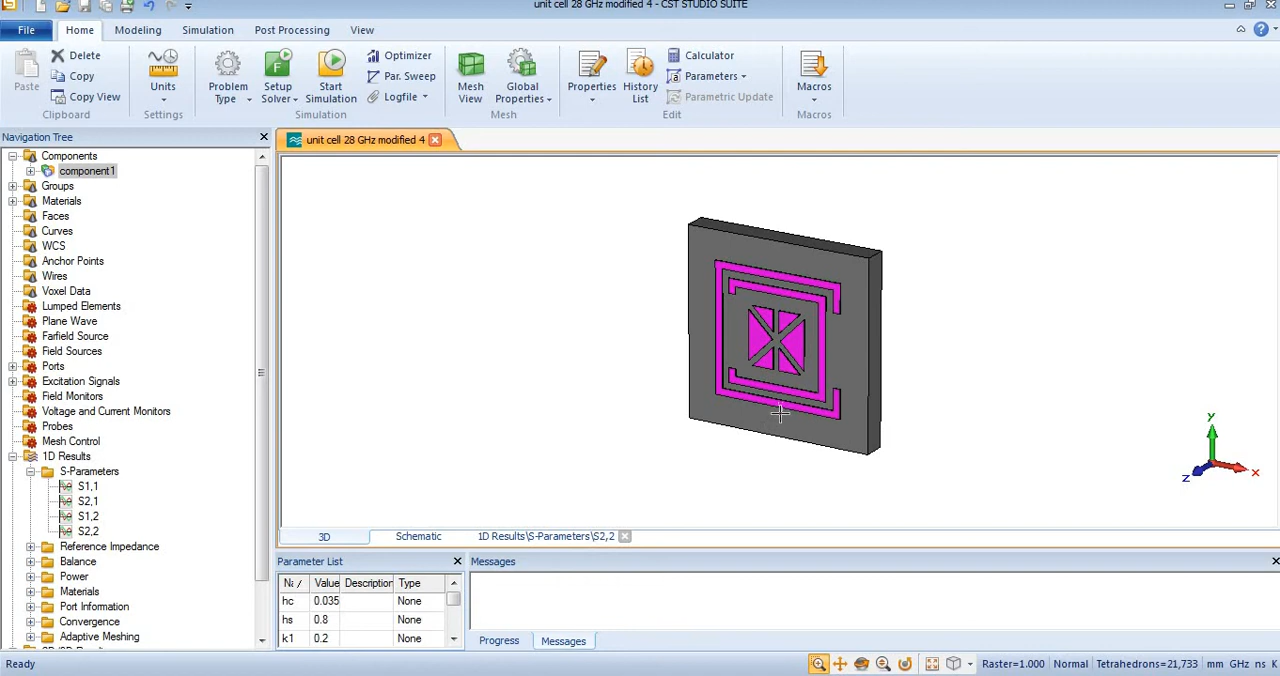 unit cell 28 GHz modified 4 - CST STUDIO SUITE
File Home Modeling Simulation Post Processing View
Paste Delete Copy Copy View Clipboard
Units Settings
Problem Type Setup Solver Start Simulation Optimizer Par. Sweep Logfile Simulation
Mesh View Global Properties Mesh
Properties History List Calculator Parameters Parametric Update Edit
Macros Macros
Navigation Tree
unit cell 28 GHz modified 4
Components
component1
Groups
Materials
Faces
Curves
WCS
Anchor Points
Wires
Voxel Data
Lumped Elements
Plane Wave
Farfield Source
Field Sources
Ports
Excitation Signals
Field Monitors
Voltage and Current Monitors
Probes
Mesh Control
1D Results
S-Parameters
S1,1
S2,1
S1,2
S2,2
Reference Impedance
Balance
Power
Materials
Port Information
Convergence
Adaptive Meshing
y
x
z
3D Schematic 1D Results\S-Parameters\S2,2
Parameter List
Value Description Type
hc 0.035 None
hs 0.8 None
k1 0.2 None
Messages
Progress Messages
Ready
Raster=1.000 Normal Tetrahedrons=21,733 mm GHz ns K